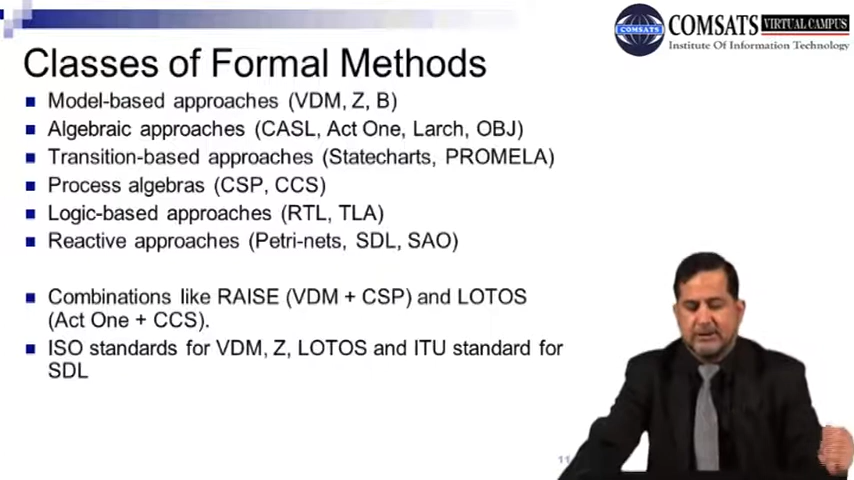 COMSATS VIRTUAL CAMPUS
COMSATS
Institute Of Information Technology
Classes of Formal Methods
Model-based approaches (VDM, Z, B)
Algebraic approaches (CASL, Act One, Larch, OBJ)
Transition-based approaches (Statecharts, PROMELA)
Process algebras (CSP, CCS)
Logic-based approaches (RTL, TLA)
Reactive approaches (Petri-nets, SDL, SAO)
Combinations like RAISE (VDM + CSP) and LOTOS
(Act One + CCS).
ISO standards for VDM, Z, LOTOS and ITU standard for
SDL
11